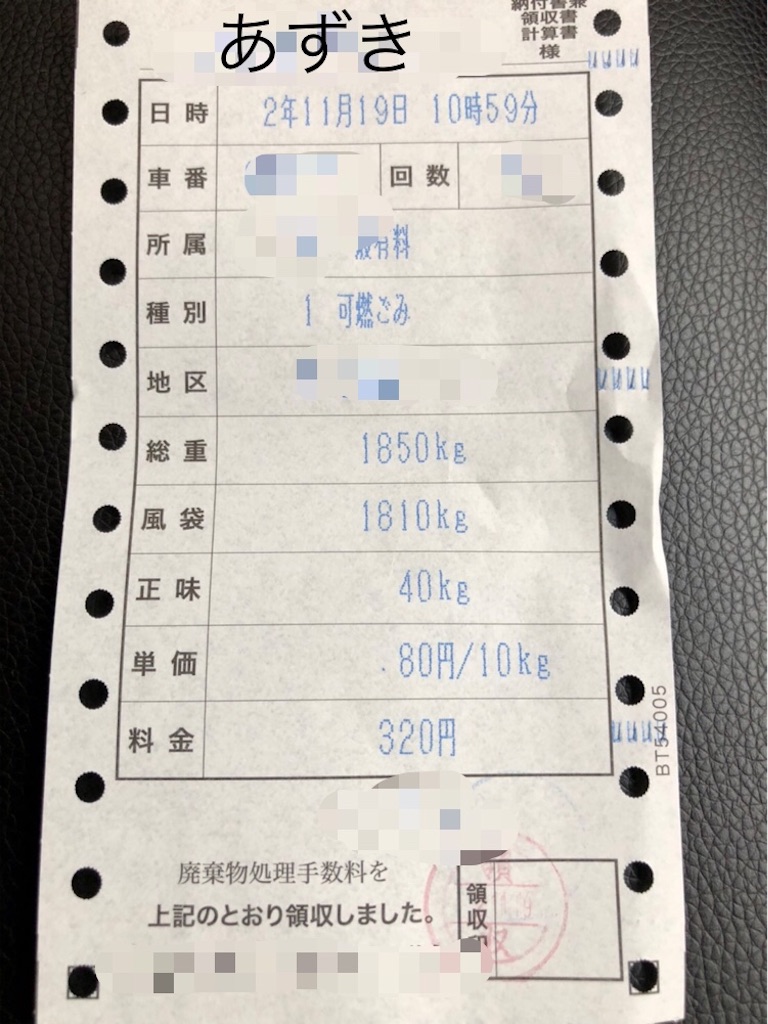 あずき
納付書兼
領収書
計算書
様
日時 2年11月19日 10時59分
車番 回数
所属 有料
種別 1 可燃ごみ
地区
総重 1850kg
風袋 1810kg
正味 40kg
単価 80円/10kg
料金 320円
BT54005
廃棄物処理手数料を
上記のとおり領収しました。
領収印